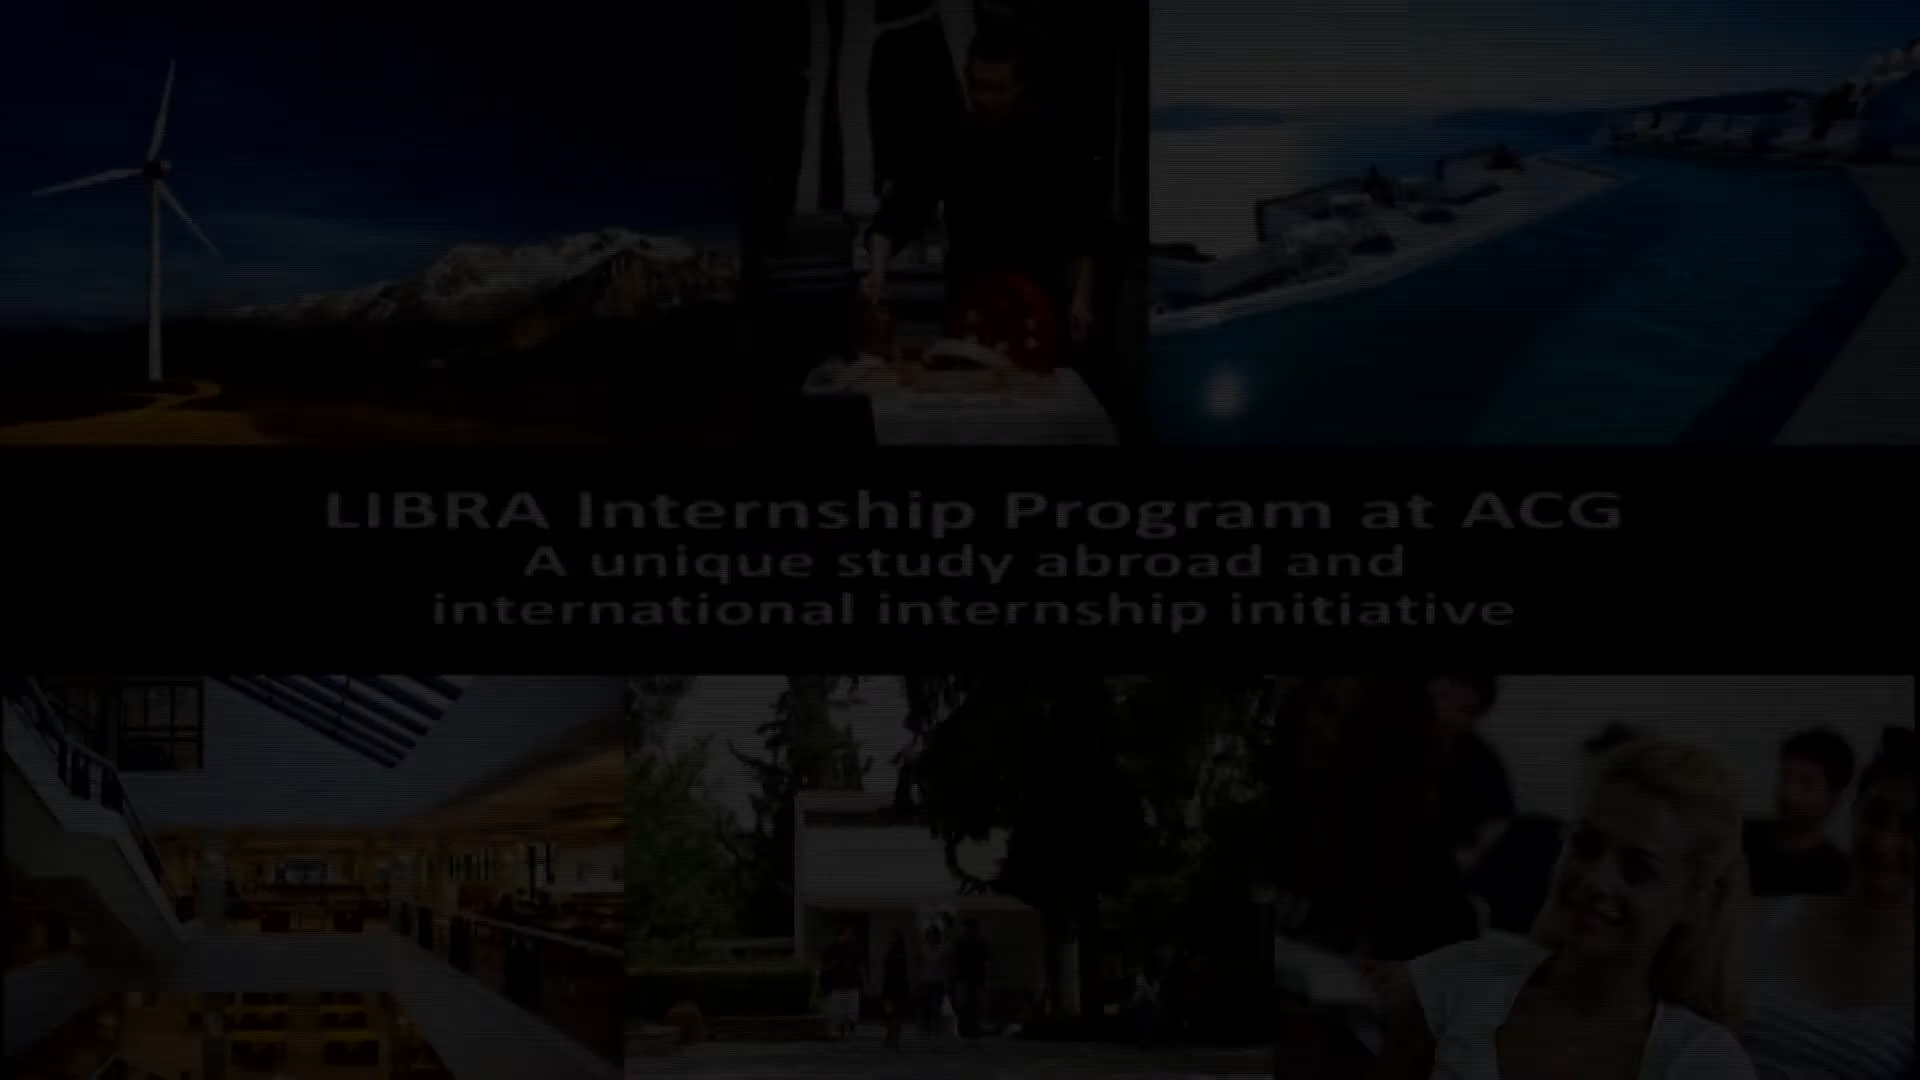 LIBRA Internship Program at ACG
A unique study abroad and
international internship initiative